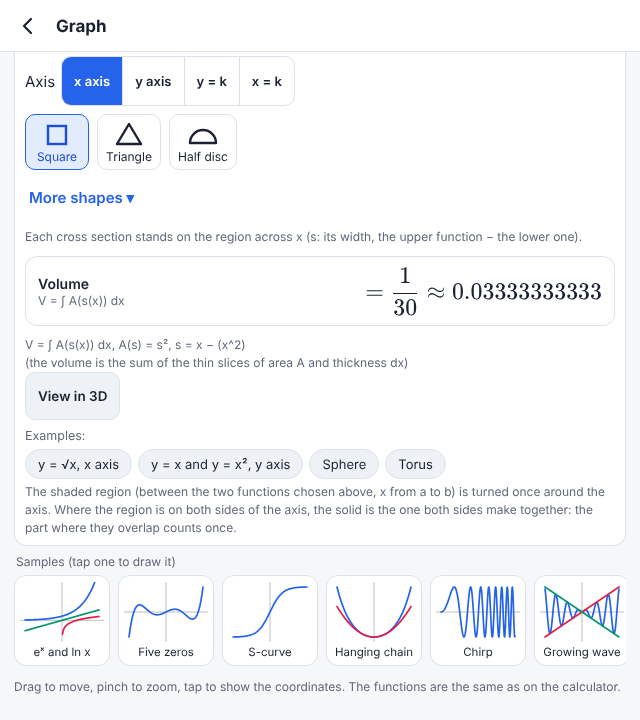 Graph
Axis x axis y axis y = k x = k
Square Triangle Half disc
More shapes ▾
Each cross section stands on the region across x (s: its width, the upper function − the lower one).
Volume
V = ∫ A(s(x)) dx
= 1/30 ≈ 0.03333333333
V = ∫ A(s(x)) dx, A(s) = s², s = x − (x^2)
(the volume is the sum of the thin slices of area A and thickness dx)
View in 3D
Examples:
y = √x, x axis y = x and y = x², y axis Sphere Torus
The shaded region (between the two functions chosen above, x from a to b) is turned once around the
axis. Where the region is on both sides of the axis, the solid is the one both sides make together: the
part where they overlap counts once.
Samples (tap one to draw it)
eˣ and ln x Five zeros S-curve Hanging chain Chirp Growing wave
Drag to move, pinch to zoom, tap to show the coordinates. The functions are the same as on the calculator.